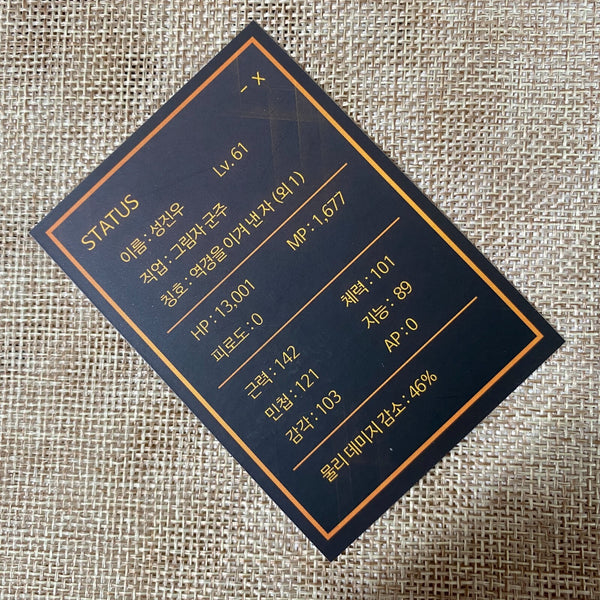 – X
STATUS
이름 : 성진우 Lv. 61
직업 : 그림자 군주
칭호 : 역경을 이겨 낸 자 (외 1)
HP : 13,001 MP : 1,677
피로도 : 0
근력 : 142 체력 : 101
민첩 : 121 지능 : 89
감각 : 103 AP : 0
물리 데미지 감소 : 46%